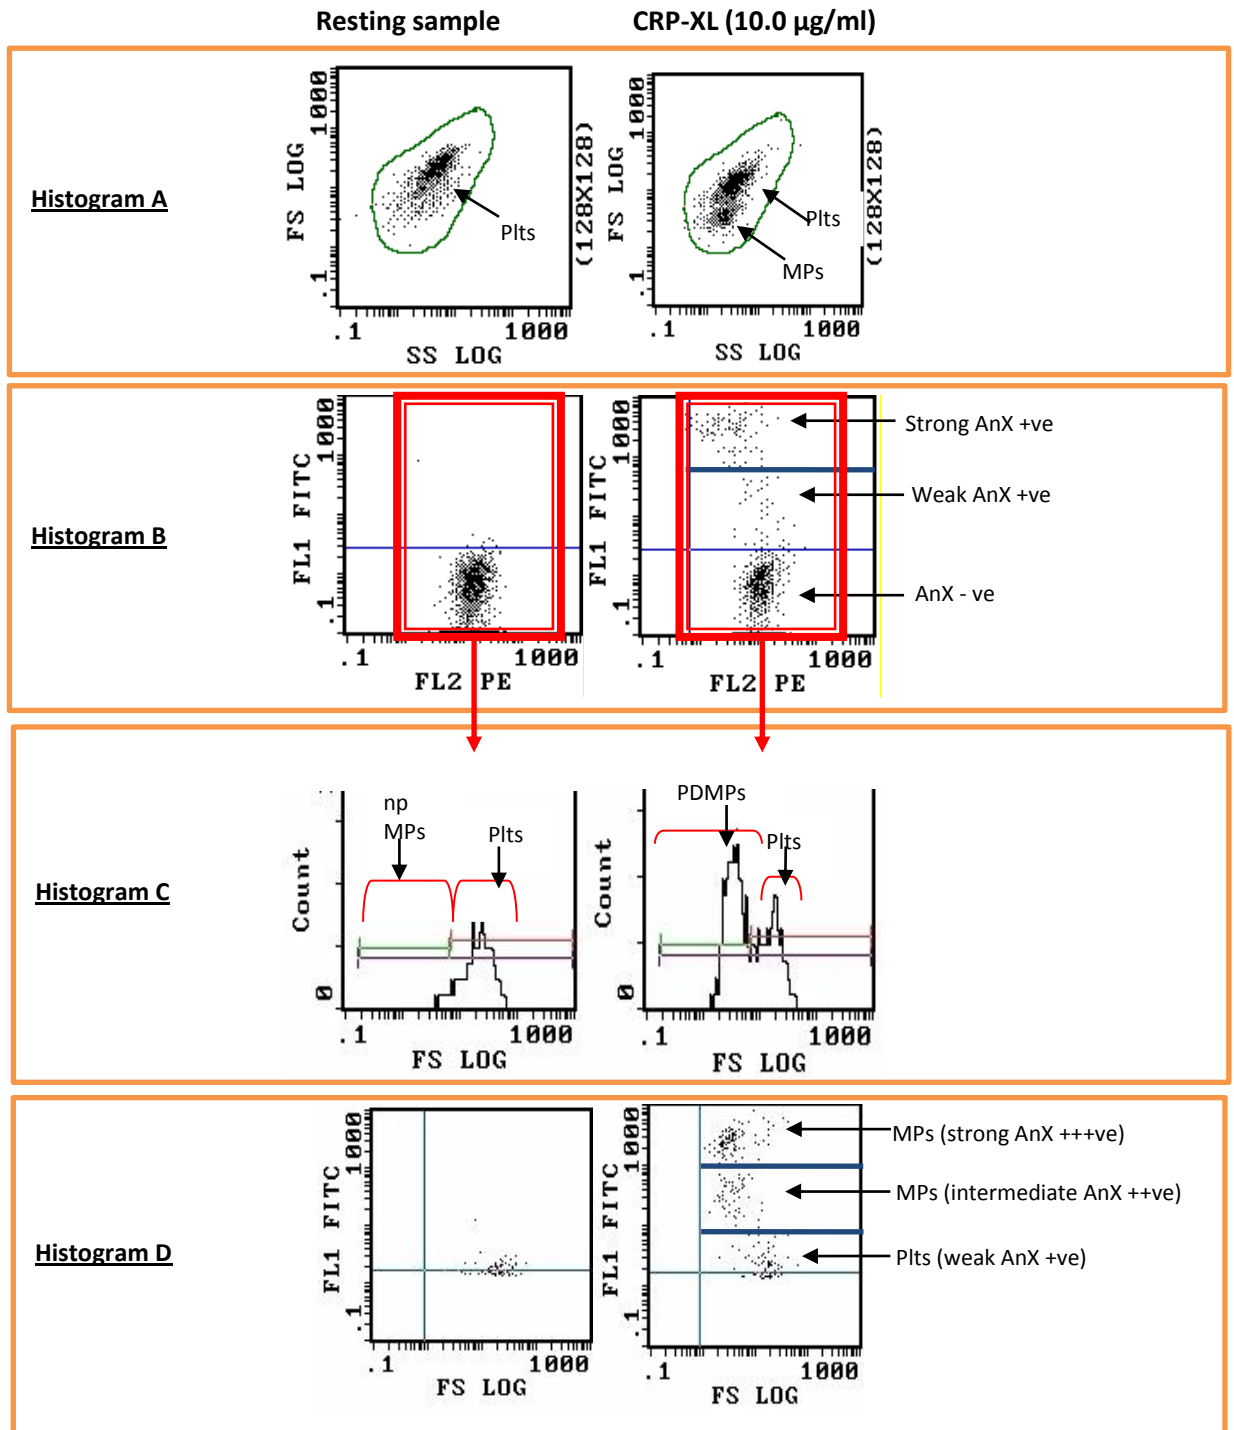 Resting sample
CRP-XL (10.0 µg/ml)
Histogram A
FS LOG
1000
.1
Plts
(128X128)
.1
1000
SS LOG
FS LOG
1000
.1
Plts
MPs
(128X128)
.1
1000
SS LOG
Histogram B
FL1 FITC
1000
.1
.1
1000
FL2 PE
FL1 FITC
1000
.1
Strong AnX +ve
Weak AnX +ve
AnX - ve
.1
1000
FL2 PE
Histogram C
Count
0
np
MPs
Plts
.1
1000
FS LOG
Count
0
PDMPs
Plts
.1
1000
FS LOG
Histogram D
FL1 FITC
1000
.1
.1
1000
FS LOG
FL1 FITC
1000
.1
MPs (strong AnX +++ve)
MPs (intermediate AnX ++ve)
Plts (weak AnX +ve)
.1
1000
FS LOG